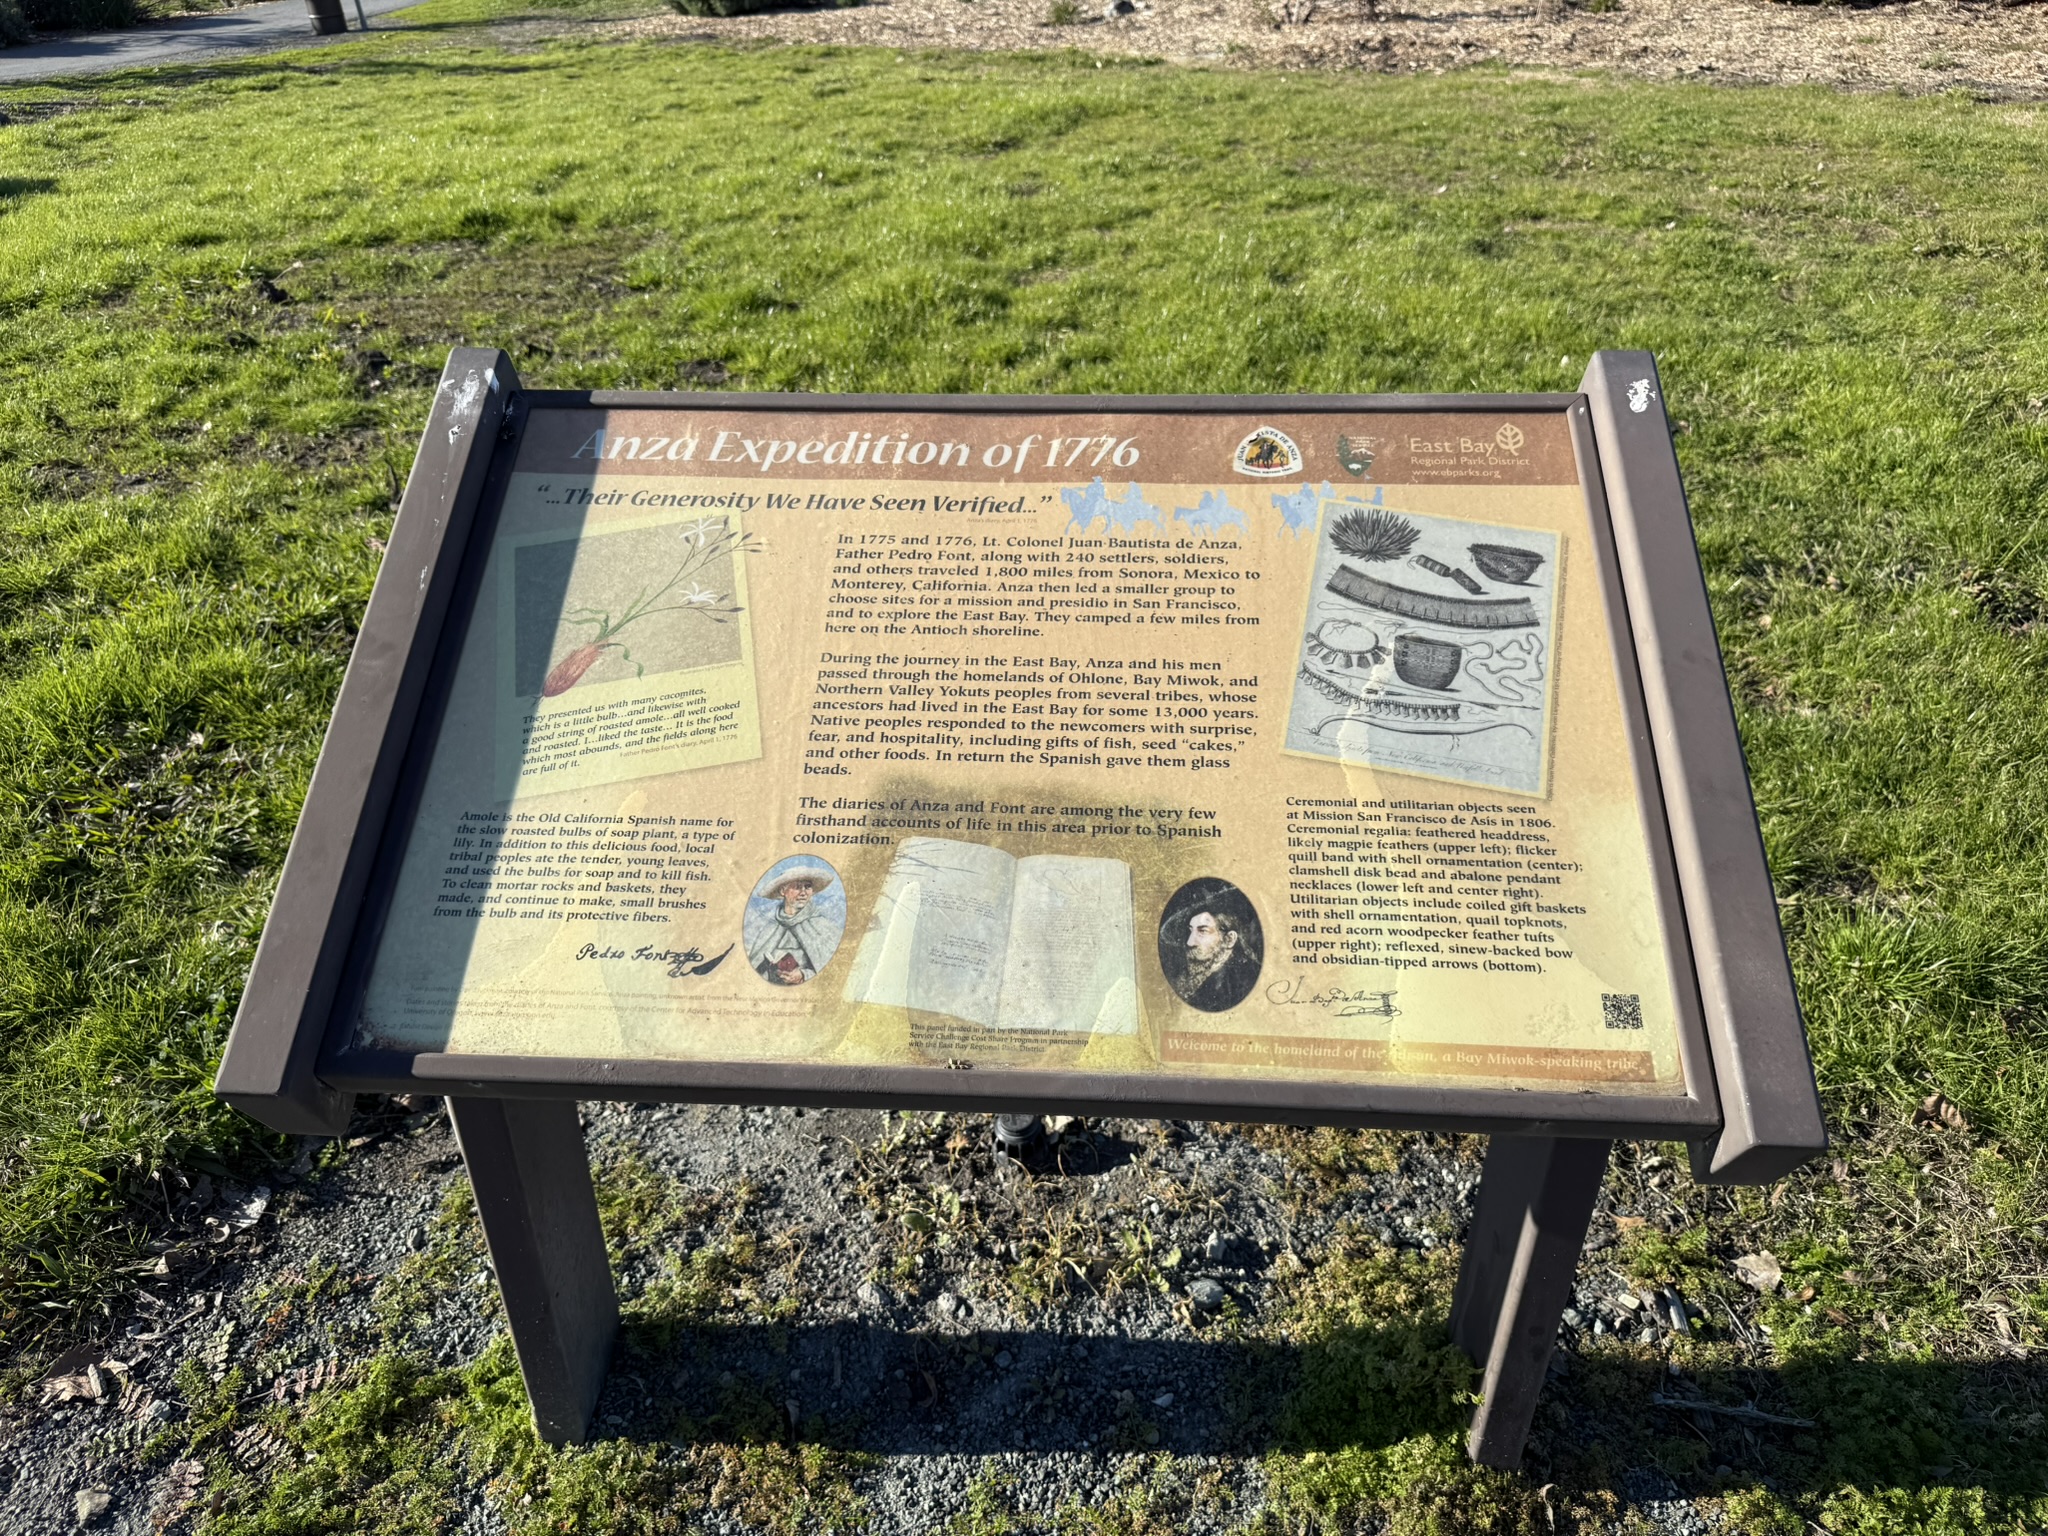 Anza Expedition of 1776
JUAN BAUTISTA DE ANZA
East Bay
Regional Park District
www.ebparks.org
"...Their Generosity We Have Seen Verified..."
Anza's diary, April 1, 1776
In 1775 and 1776, Lt. Colonel Juan Bautista de Anza,
Father Pedro Font, along with 240 settlers, soldiers,
and others traveled 1,800 miles from Sonora, Mexico to
Monterey, California. Anza then led a smaller group to
choose sites for a mission and presidio in San Francisco,
and to explore the East Bay. They camped a few miles from
here on the Antioch shoreline.
During the journey in the East Bay, Anza and his men
passed through the homelands of Ohlone, Bay Miwok, and
Northern Valley Yokuts peoples from several tribes, whose
ancestors had lived in the East Bay for some 13,000 years.
Native peoples responded to the newcomers with surprise,
fear, and hospitality, including gifts of fish, seed "cakes,"
and other foods. In return the Spanish gave them glass
beads.
The diaries of Anza and Font are among the very few
firsthand accounts of life in this area prior to Spanish
colonization.
They presented us with many cacomites,
which is a little bulb...and likewise with
a good string of roasted amole...all well cooked
and roasted. I...liked the taste... It is the food
which most abounds, and the fields along here
are full of it.
Father Pedro Font's diary, April 1, 1776
Amole is the Old California Spanish name for
the slow roasted bulbs of soap plant, a type of
lily. In addition to this delicious food, local
tribal peoples ate the tender, young leaves,
and used the bulbs for soap and to kill fish.
To clean mortar rocks and baskets, they
made, and continue to make, small brushes
from the bulb and its protective fibers.
Pedro Font
Ceremonial and utilitarian objects seen
at Mission San Francisco de Asís in 1806.
Ceremonial regalia: feathered headdress,
likely magpie feathers (upper left); flicker
quill band with shell ornamentation (center);
clamshell disk bead and abalone pendant
necklaces (lower left and center right).
Utilitarian objects include coiled gift baskets
with shell ornamentation, quail topknots,
and red acorn woodpecker feather tufts
(upper right); reflexed, sinew-backed bow
and obsidian-tipped arrows (bottom).
This panel funded in part by the National Park
Service Challenge Cost Share Program in partnership
with the East Bay Regional Park District.
Welcome to the homeland of the , a Bay Miwok-speaking tribe